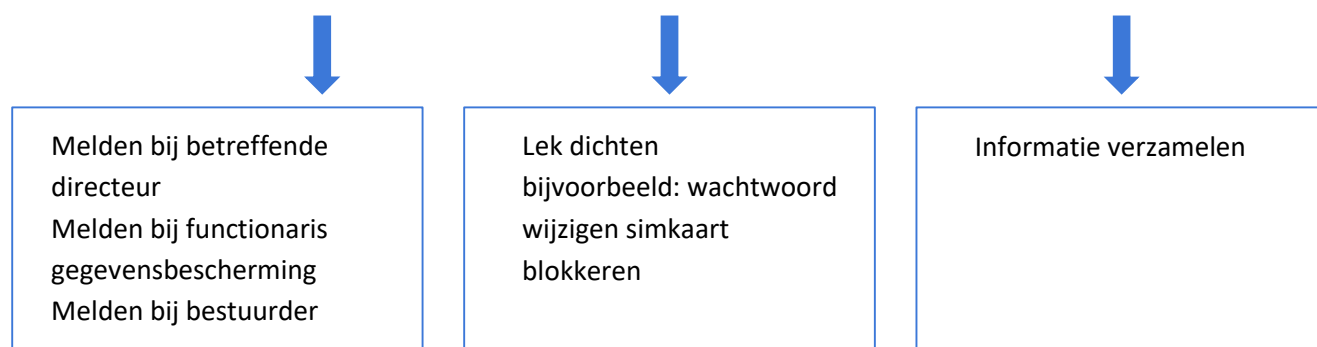 Melden bij betreffende
directeur
Melden bij functionaris
gegevensbescherming
Melden bij bestuurder
Lek dichten
bijvoorbeeld: wachtwoord
wijzigen simkaart
blokkeren
Informatie verzamelen